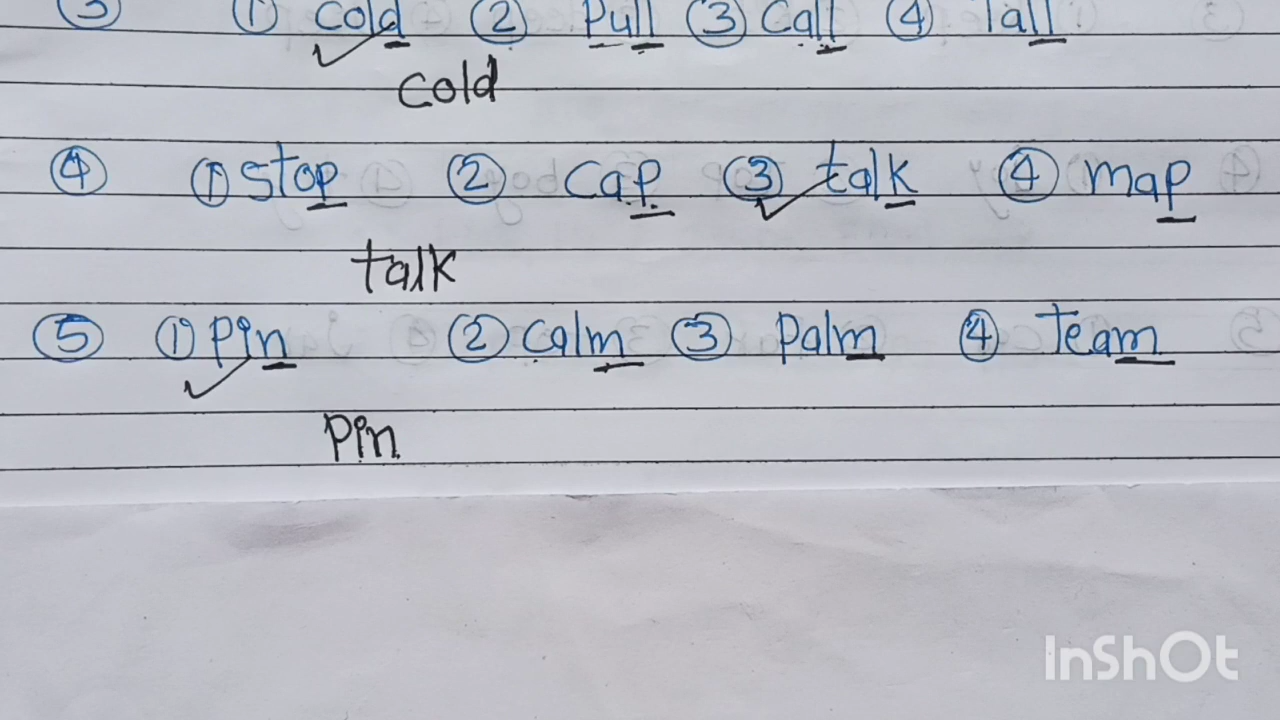 ③ ① cold ② Pull ③ Call ④ Tall
cold
④ ① stop ② Cap ③ talk ④ map
talk
⑤ ① Pin ② Calm ③ Palm ④ Team
Pin
InShOt